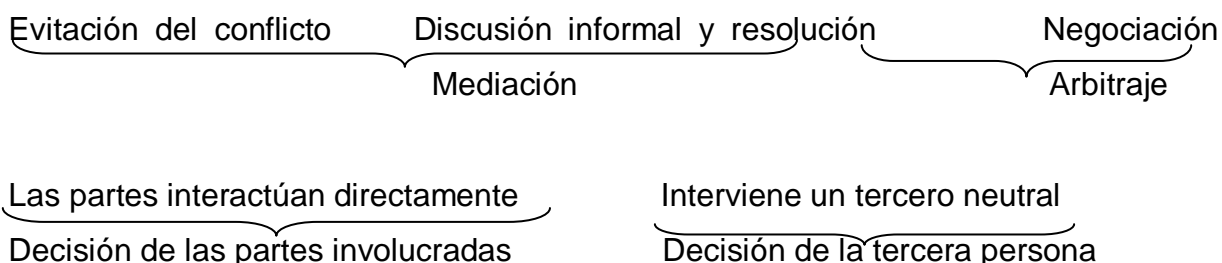 Evitación del conflicto Discusión informal y resolución Negociación
Mediación Arbitraje
Las partes interactúan directamente Interviene un tercero neutral
Decisión de las partes involucradas Decisión de la tercera persona